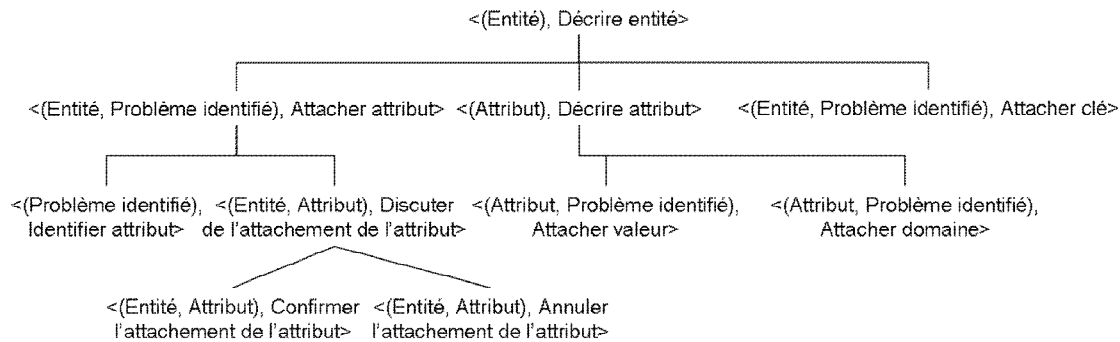 <(Entité), Décrire entité>
<(Entité, Problème identifié), Attacher attribut>
<(Attribut), Décrire attribut>
<(Entité, Problème identifié), Attacher clé>
<(Problème identifié),
Identifier attribut>
<(Entité, Attribut), Discuter
de l'attachement de l'attribut>
<(Attribut, Problème identifié),
Attacher valeur>
<(Attribut, Problème identifié),
Attacher domaine>
<(Entité, Attribut), Confirmer
l'attachement de l'attribut>
<(Entité, Attribut), Annuler
l'attachement de l'attribut>